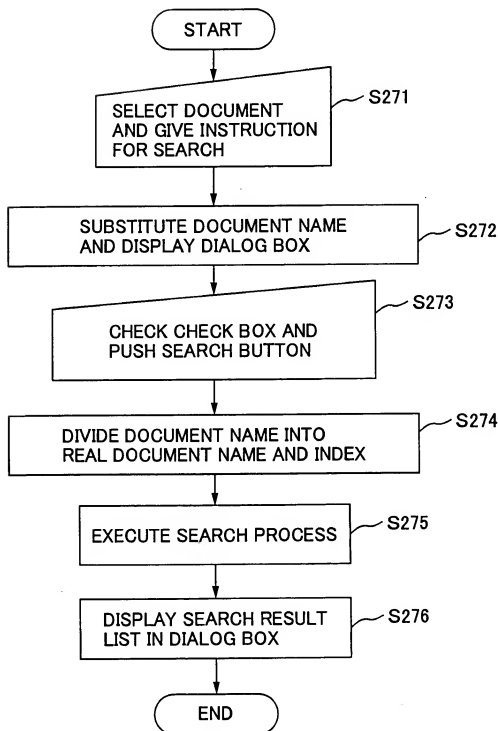 START
SELECT DOCUMENT
AND GIVE INSTRUCTION
FOR SEARCH
S271
SUBSTITUTE DOCUMENT NAME
AND DISPLAY DIALOG BOX
S272
CHECK CHECK BOX AND
PUSH SEARCH BUTTON
S273
DIVIDE DOCUMENT NAME INTO
REAL DOCUMENT NAME AND INDEX
S274
EXECUTE SEARCH PROCESS
S275
DISPLAY SEARCH RESULT
LIST IN DIALOG BOX
S276
END